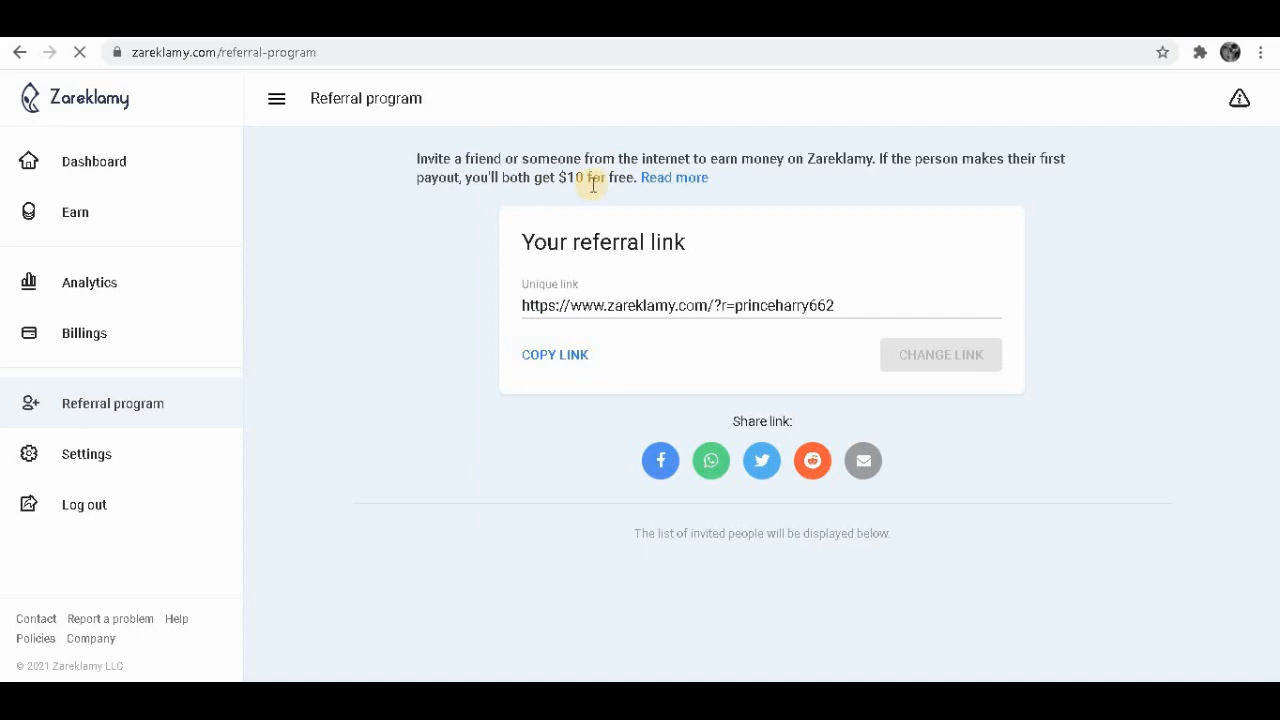 zareklamy.com/referral-program
Zareklamy
Referral program
Dashboard
Earn
Analytics
Billings
Referral program
Settings
Log out
Contact Report a problem Help
Policies Company
© 2021 Zareklamy LLC
Invite a friend or someone from the internet to earn money on Zareklamy. If the person makes their first
payout, you'll both get $10 for free. Read more
Your referral link
Unique link
https://www.zareklamy.com/?r=princeharry662
COPY LINK
CHANGE LINK
Share link:
The list of invited people will be displayed below.